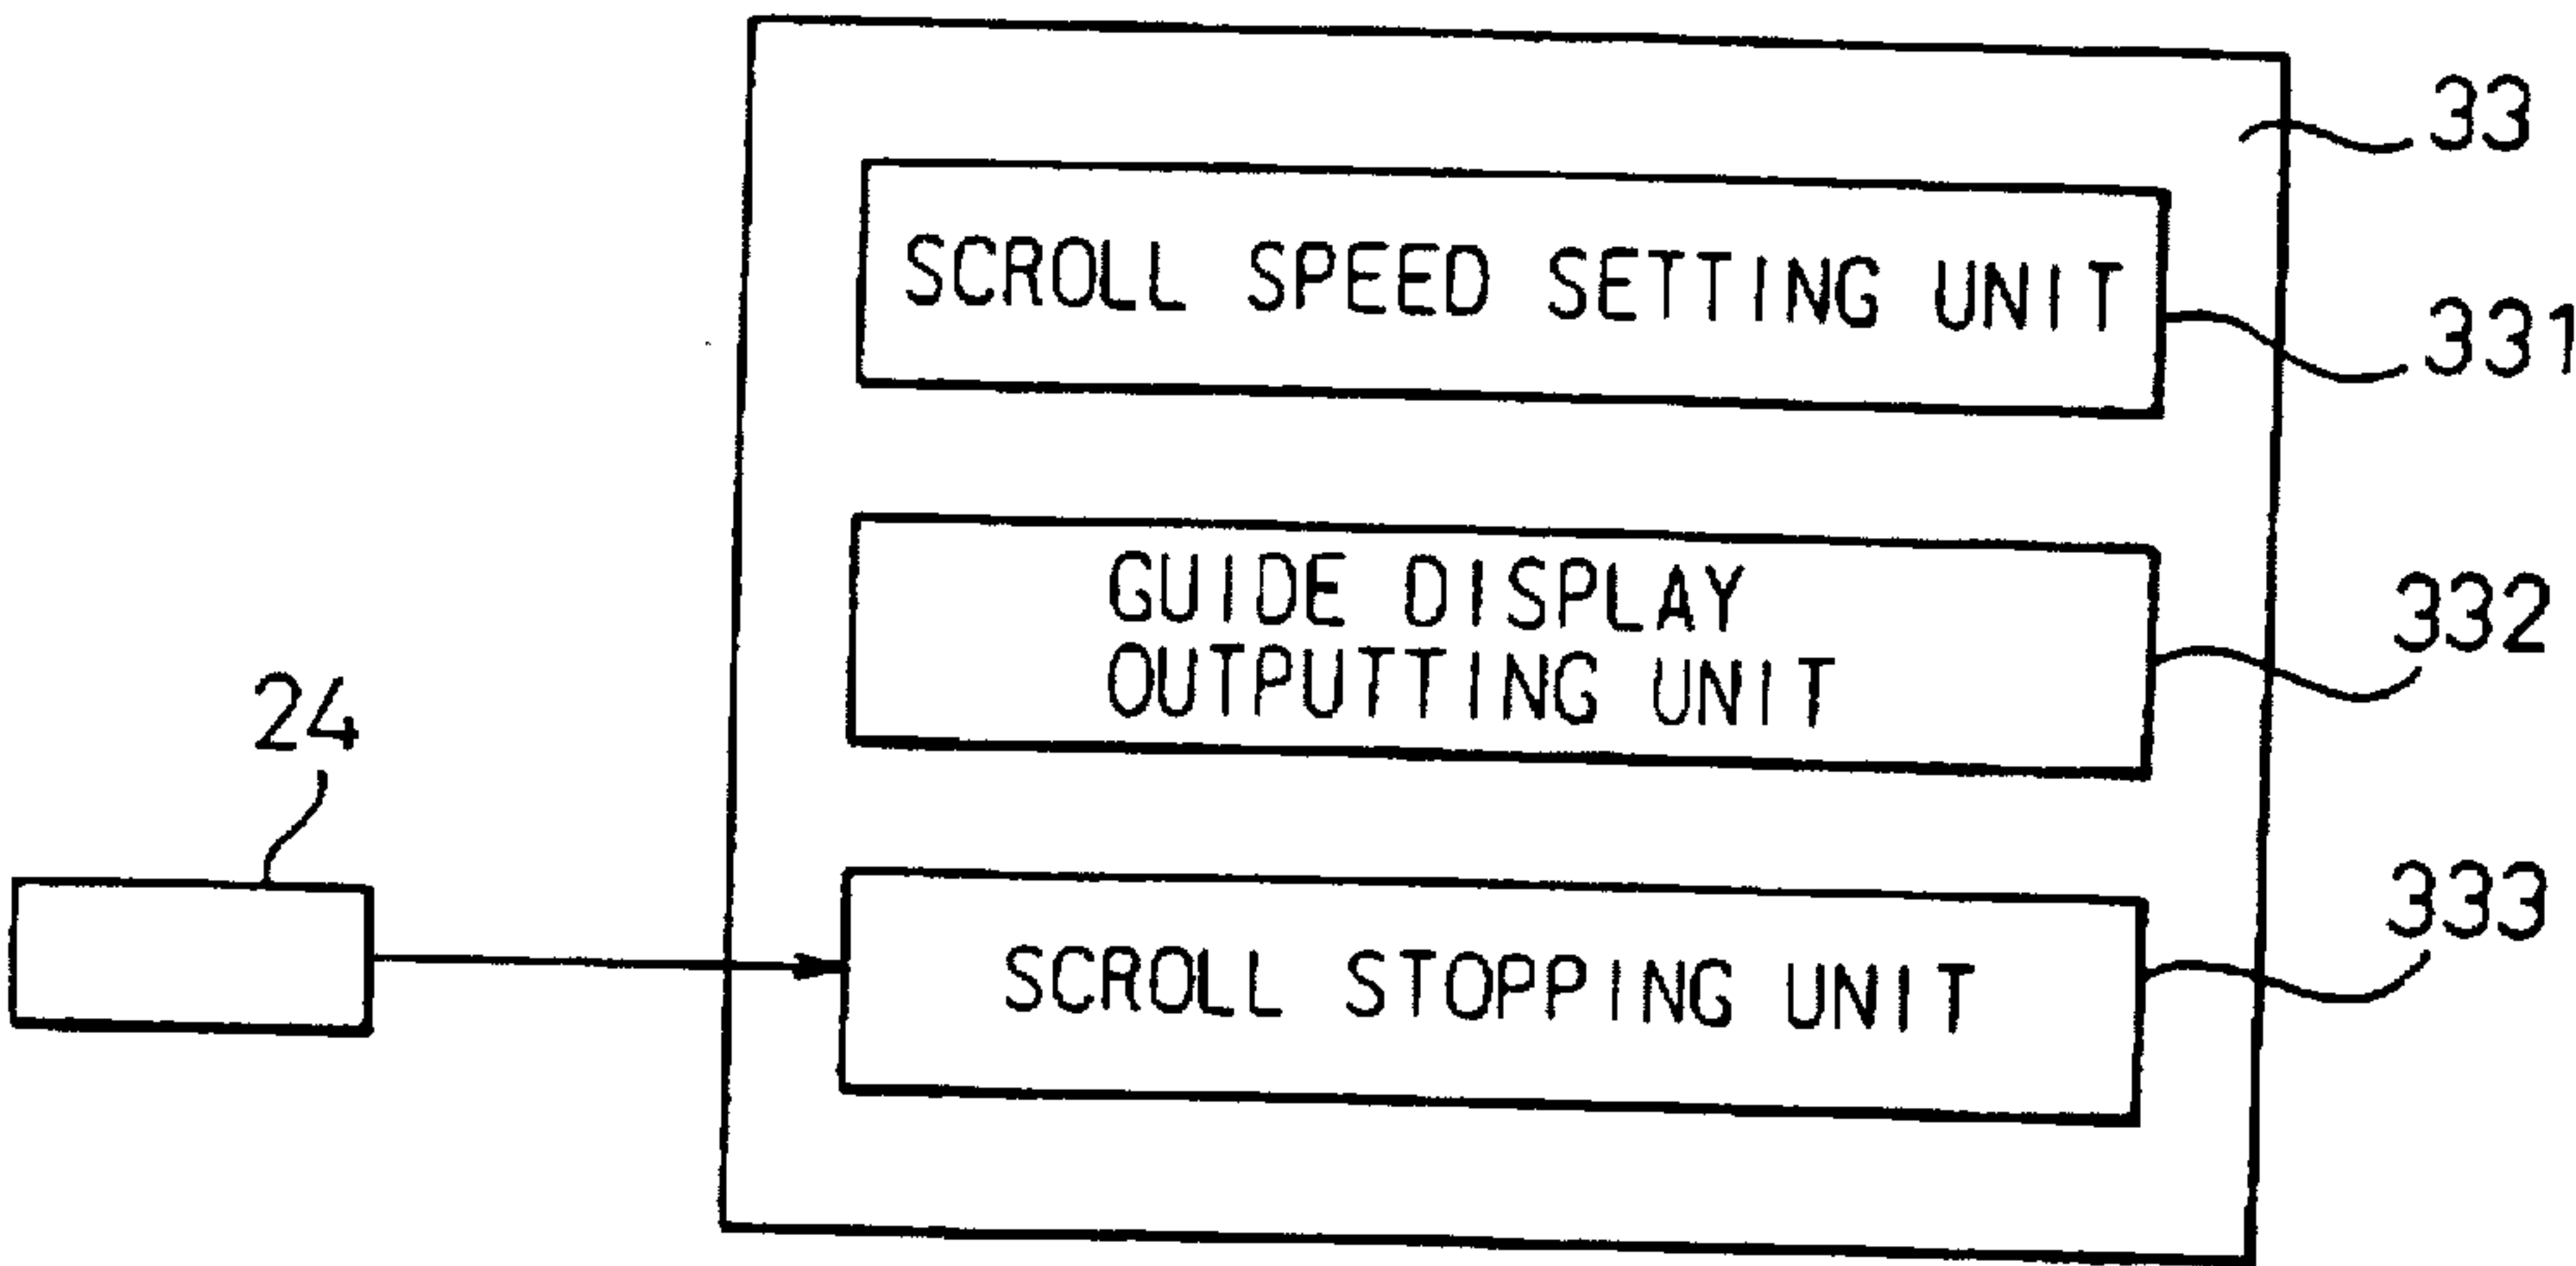 33
SCROLL SPEED SETTING UNIT
331
GUIDE DISPLAY
OUTPUTTING UNIT
332
24
SCROLL STOPPING UNIT
333